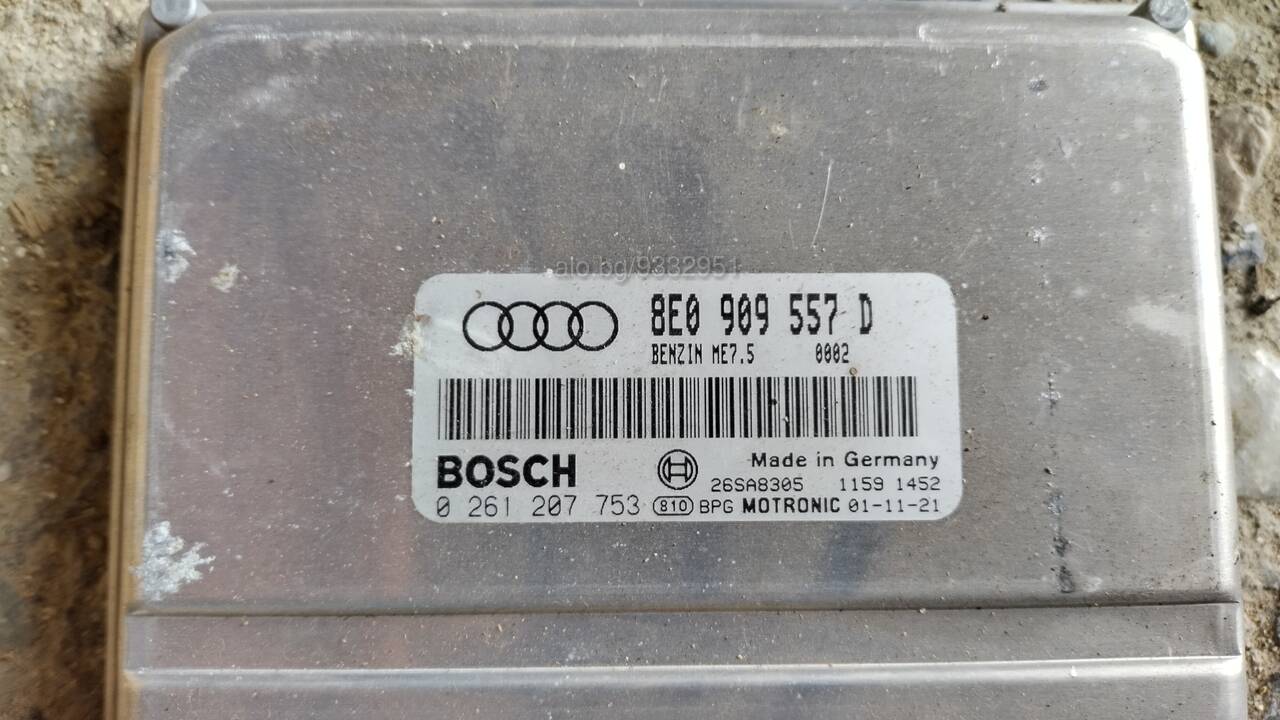 alo.bg/9332951
8E0 909 557 D
BENZIN ME7.5 0002
BOSCH
Made in Germany
26SA8305 1159 1452
0 261 207 753 810 BPG MOTRONIC 01-11-21